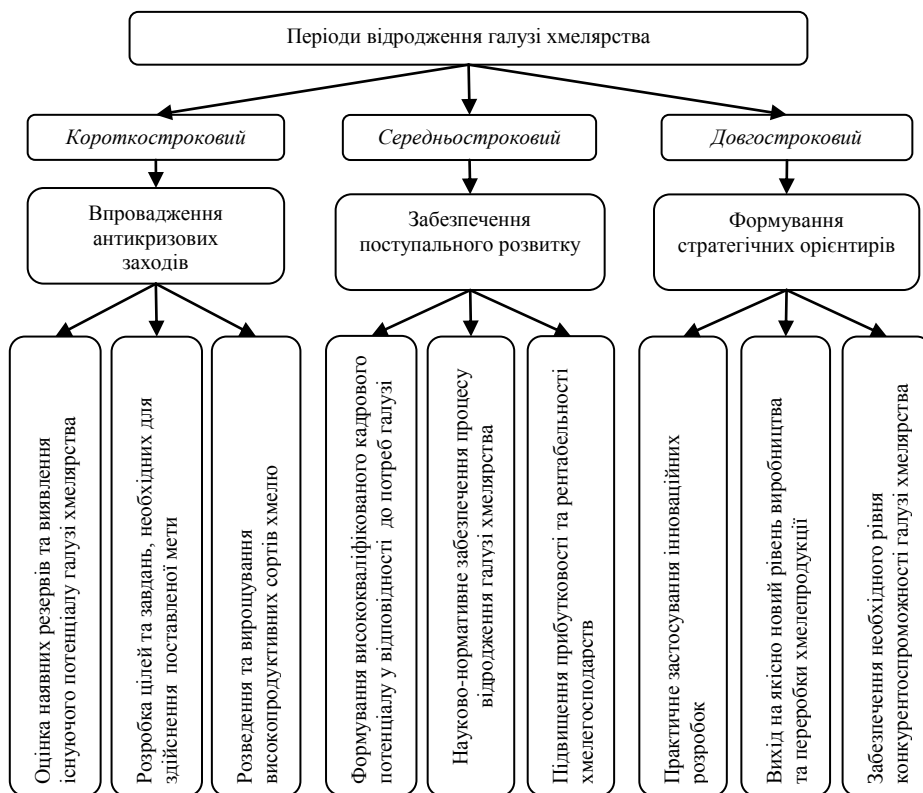 Періоди відродження галузі хмелярства
Короткостроковий
Середньостроковий
Довгостроковий
Впровадження
антикризових
заходів
Забезпечення
поступального розвитку
Формування
стратегічних орієнтирів
Оцінка наявних резервів та виявлення
існуючого потенціалу галузі хмелярства
Розробка цілей та завдань, необхідних для
здійснення поставленої мети
Розведення та вирощування
високопродуктивних сортів хмелю
Формування висококваліфікованого кадрового
потенціалу у відповідності до потреб галузі
Науково-нормативне забезпечення процесу
відродження галузі хмелярства
Підвищення прибутковості та рентабельності
хмелегосподарств
Практичне застосування інноваційних
розробок
Вихід на якісно новий рівень виробництва
та переробки хмелепродукції
Забезпечення необхідного рівня
конкурентоспроможності галузі хмелярства